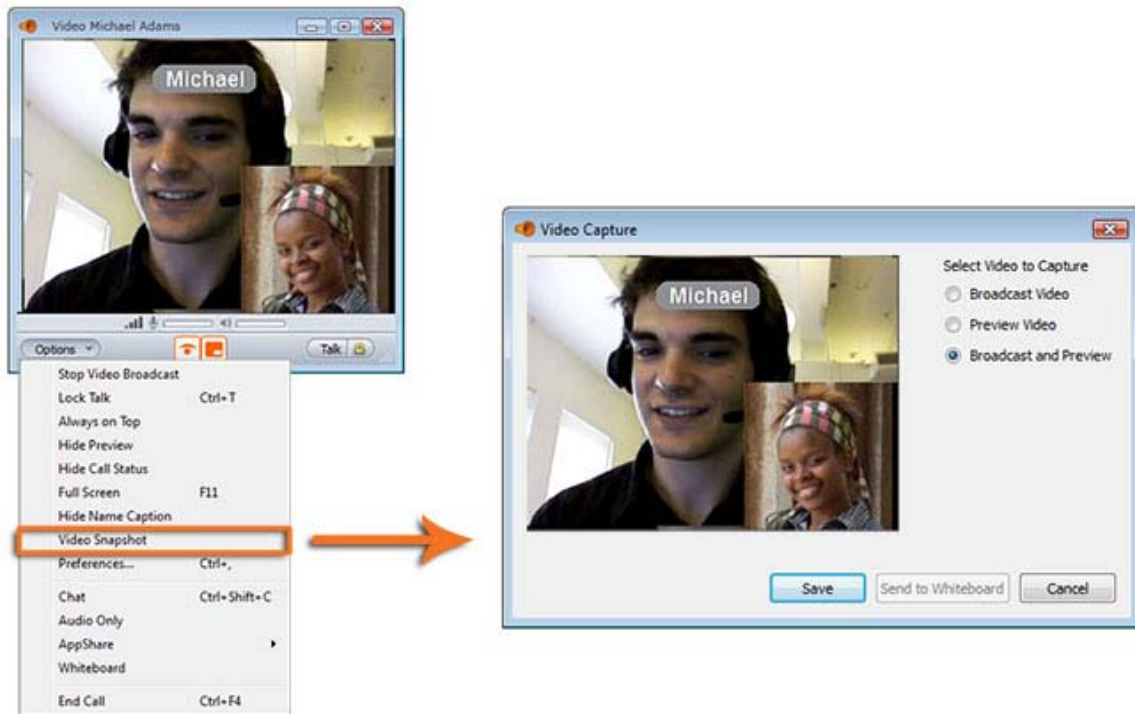 Video Michael Adams
Michael
Options
Talk
Stop Video Broadcast
Lock Talk Ctrl+T
Always on Top
Hide Preview
Hide Call Status
Full Screen F11
Hide Name Caption
Video Snapshot
Preferences... Ctrl+,
Chat Ctrl+Shift+C
Audio Only
AppShare
Whiteboard
End Call Ctrl+F4
Video Capture
Michael
Select Video to Capture
Broadcast Video
Preview Video
Broadcast and Preview
Save Send to Whiteboard Cancel